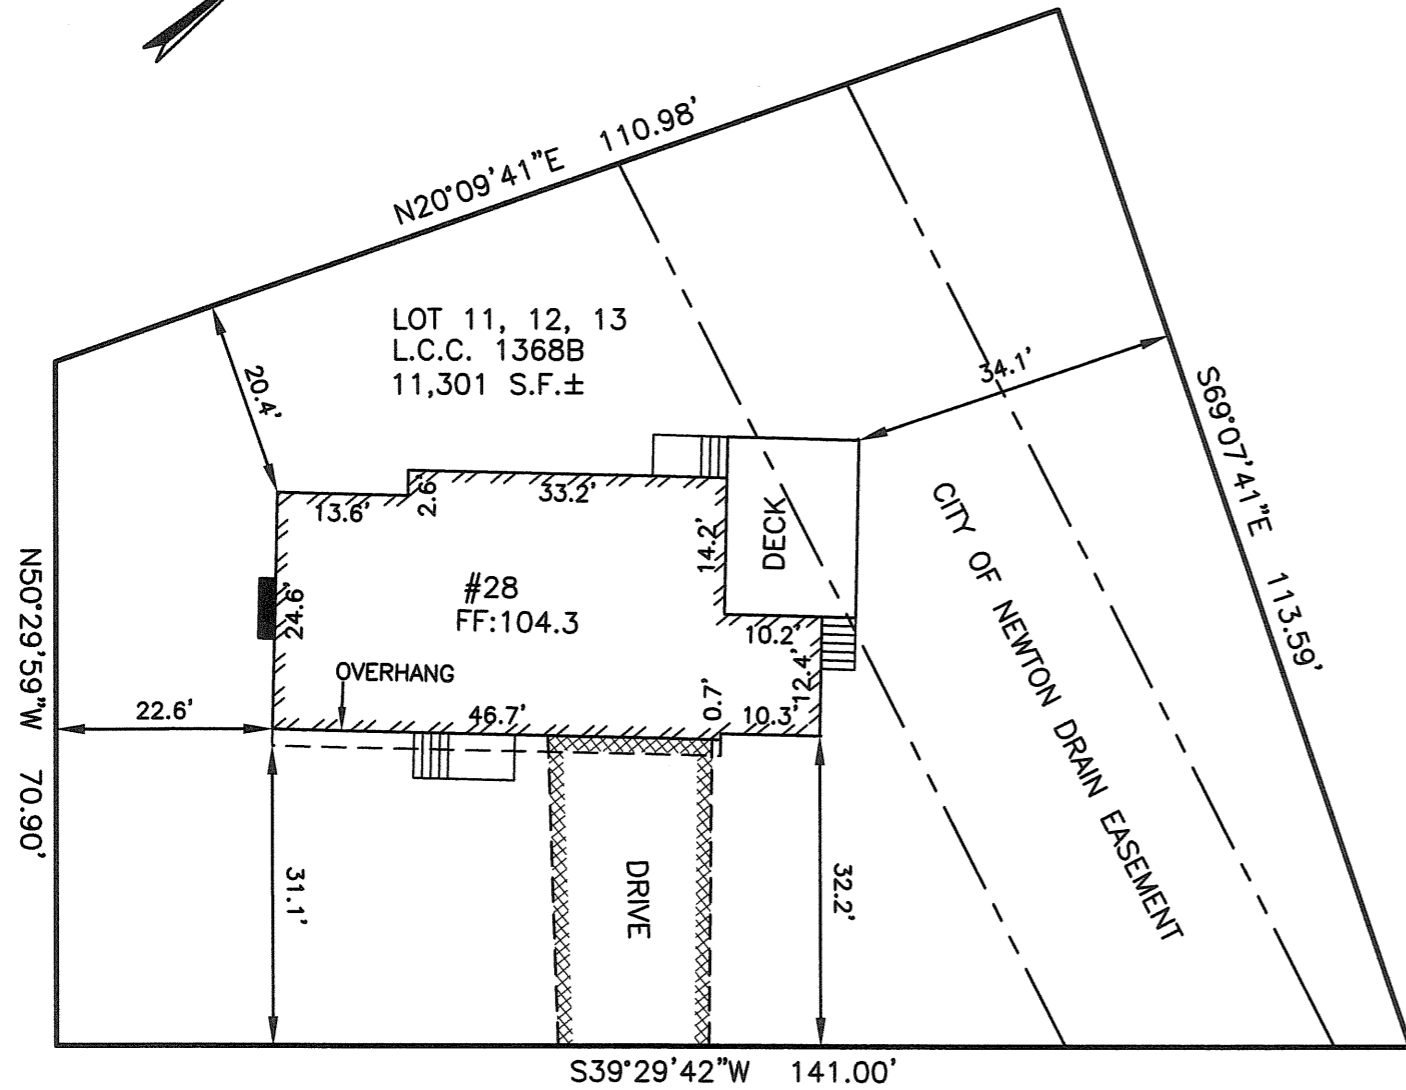 N20°09'41"E 110.98'
LOT 11, 12, 13
L.C.C. 1368B
11,301 S.F.±
20.4'
34.1'
S69°07'41"E 113.59'
13.6'
2.6'
33.2'
14.2'
DECK
CITY OF NEWTON DRAIN EASEMENT
N50°29'59"W 70.90'
24.6'
#28
FF:104.3
10.2'
12.4'
OVERHANG
22.6'
46.7'
0.7'
10.3'
31.1'
DRIVE
32.2'
S39°29'42"W 141.00'